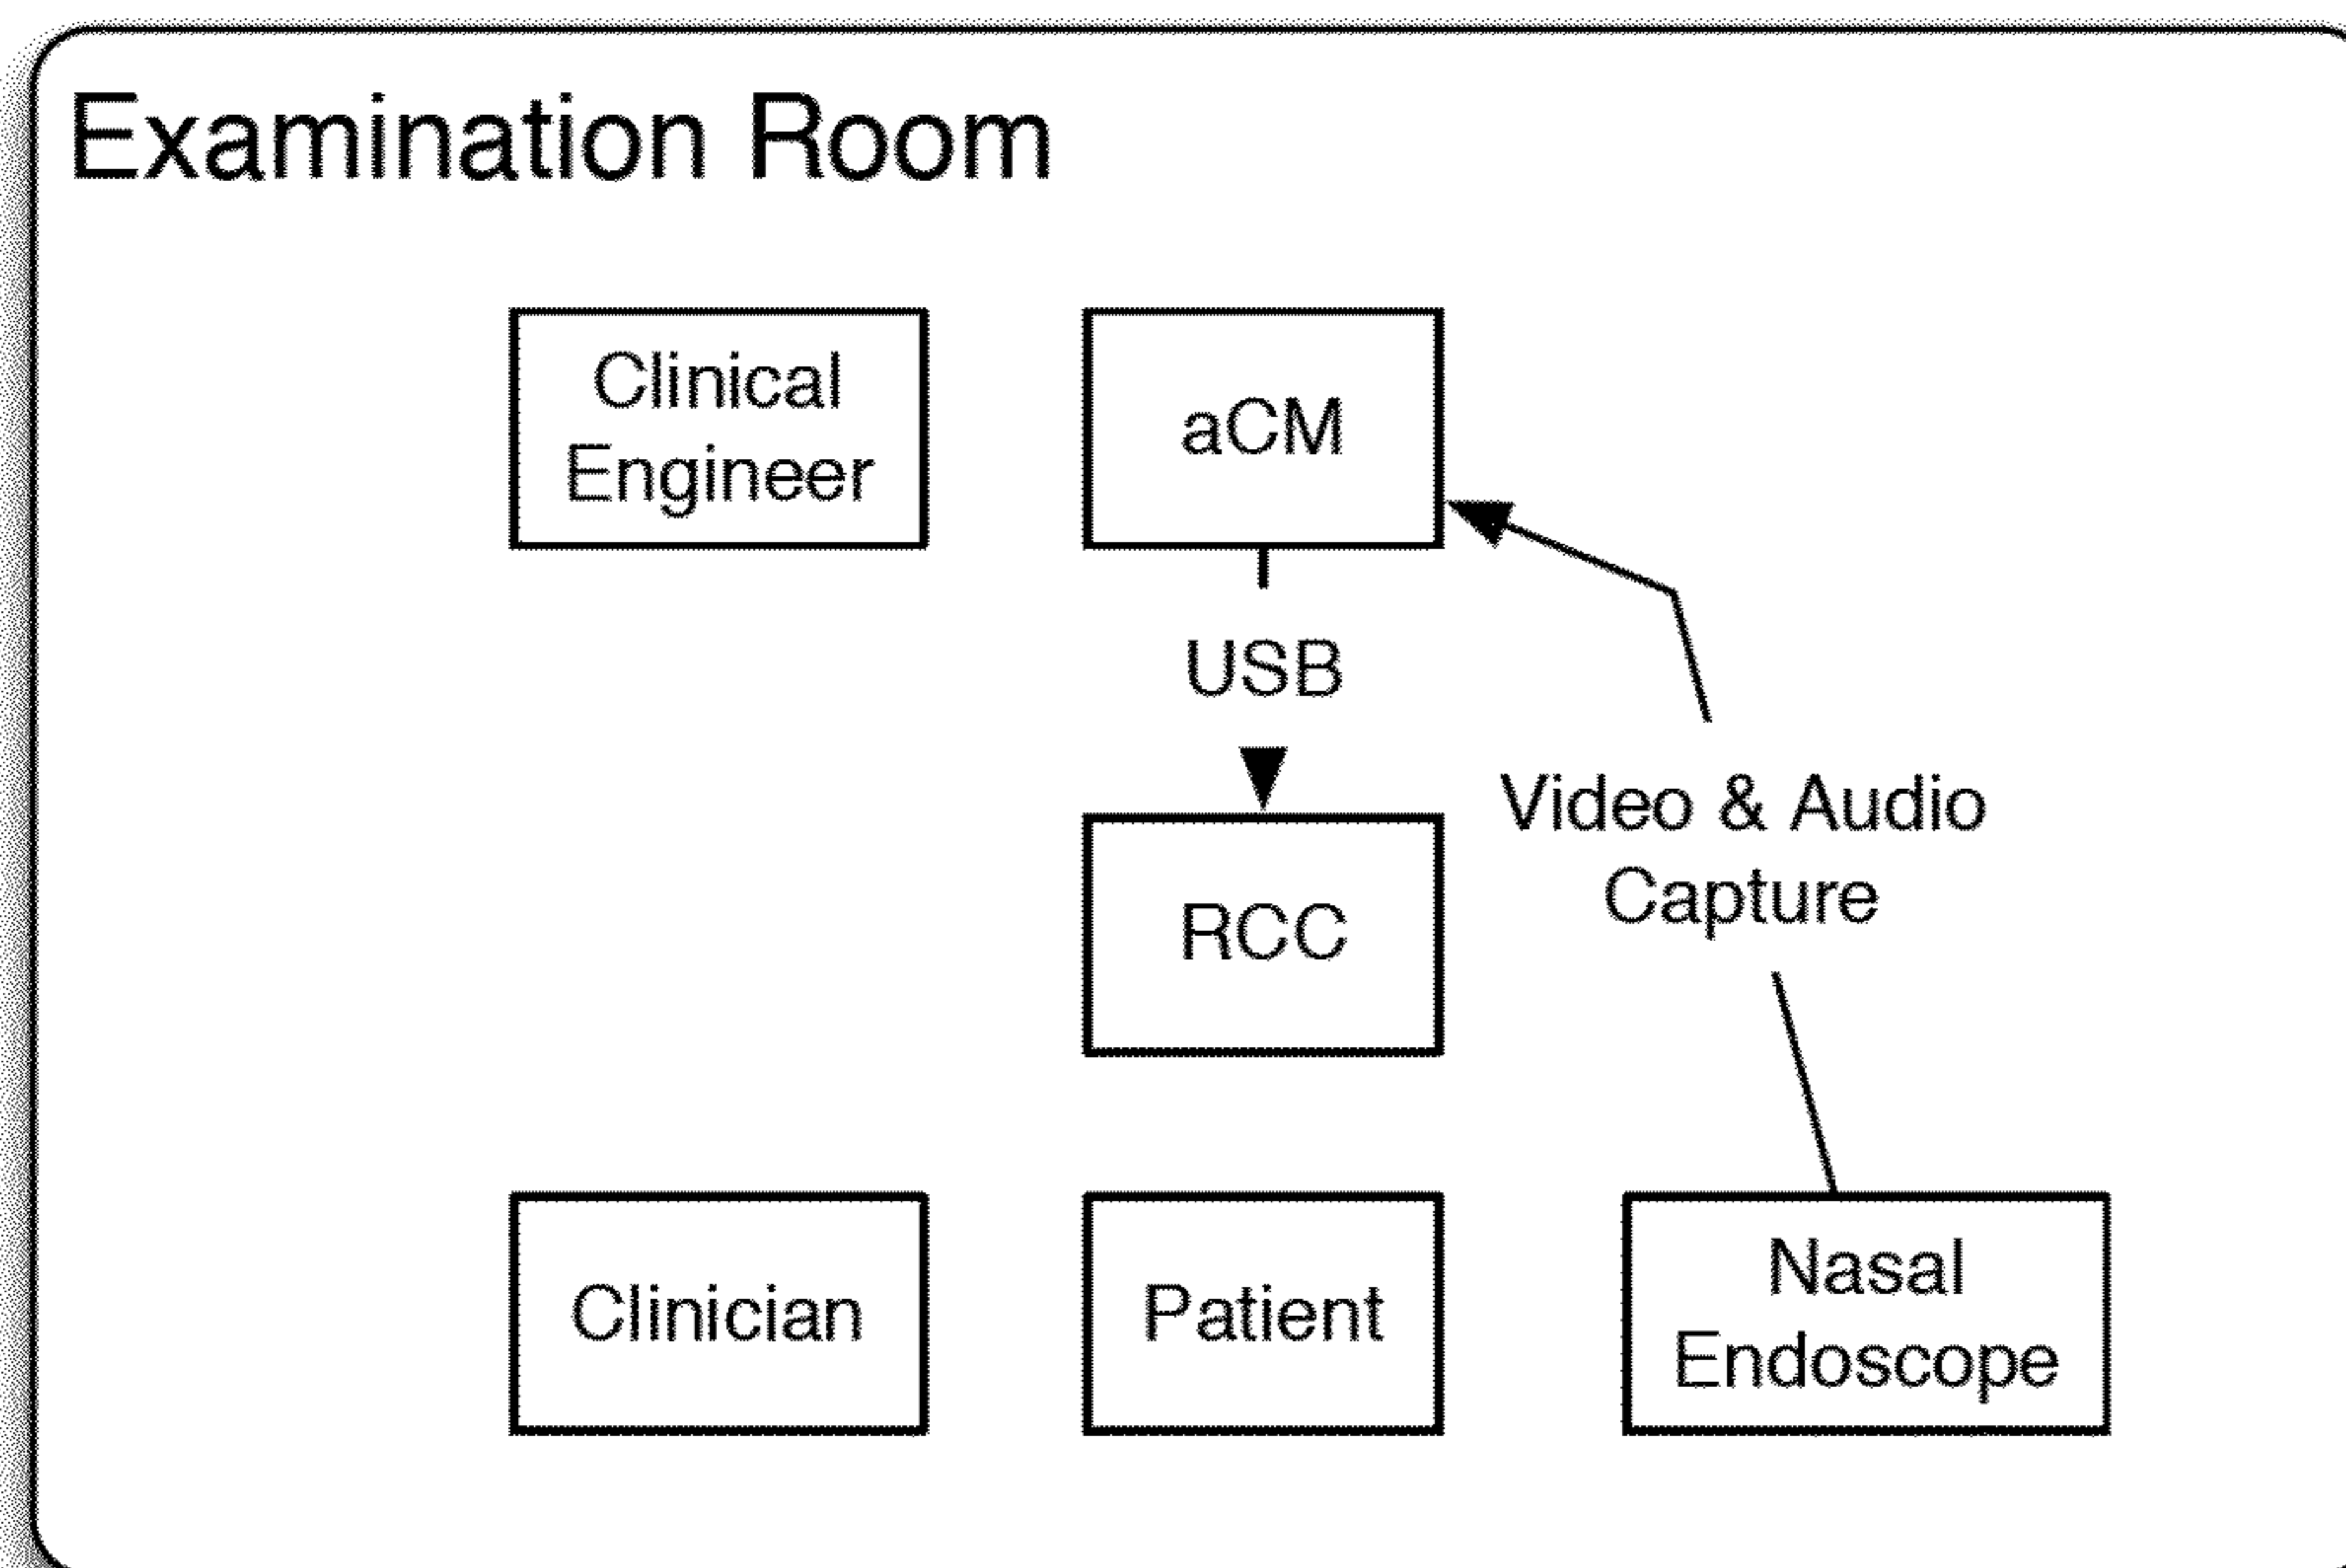 Examination Room
Clinical
Engineer
aCM
USB
Video & Audio
Capture
RCC
Clinician
Patient
Nasal
Endoscope